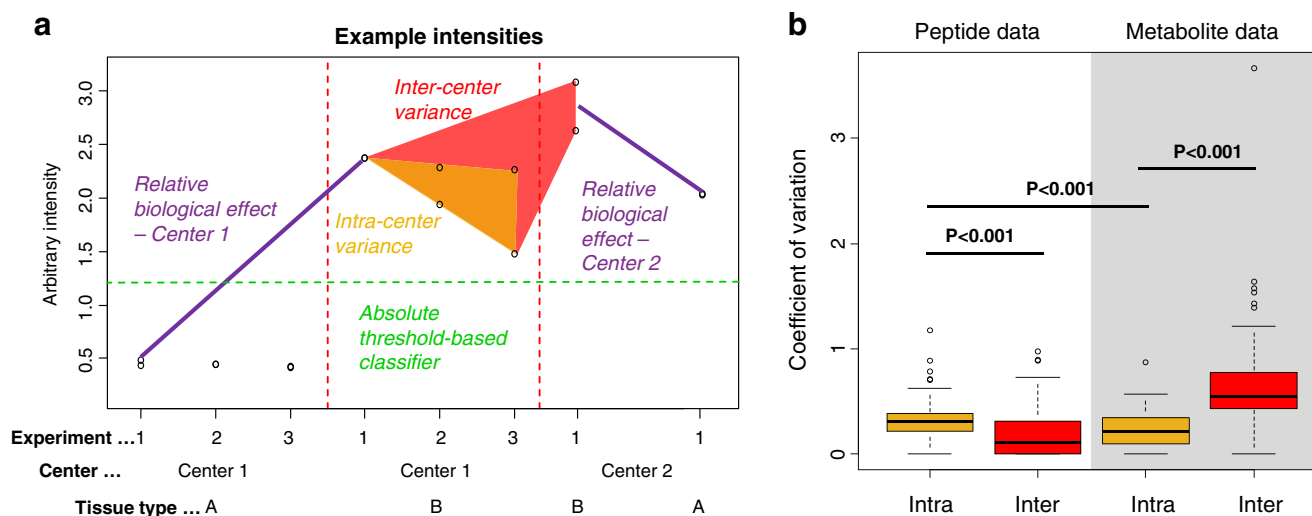 a
Example intensities
Arbitrary intensity
3.0
2.5
2.0
1.5
1.0
0.5
Relative
biological effect
– Center 1
Inter-center
variance
Intra-center
variance
Relative
biological
effect –
Center 2
Absolute
threshold-based
classifier
Experiment ... 1 2 3 1 2 3 1 1
Center ... Center 1 Center 1 Center 2
Tissue type ... A B B A
b
Peptide data Metabolite data
Coefficient of variation
3
2
1
0
P<0.001
P<0.001
P<0.001
Intra Inter Intra Inter